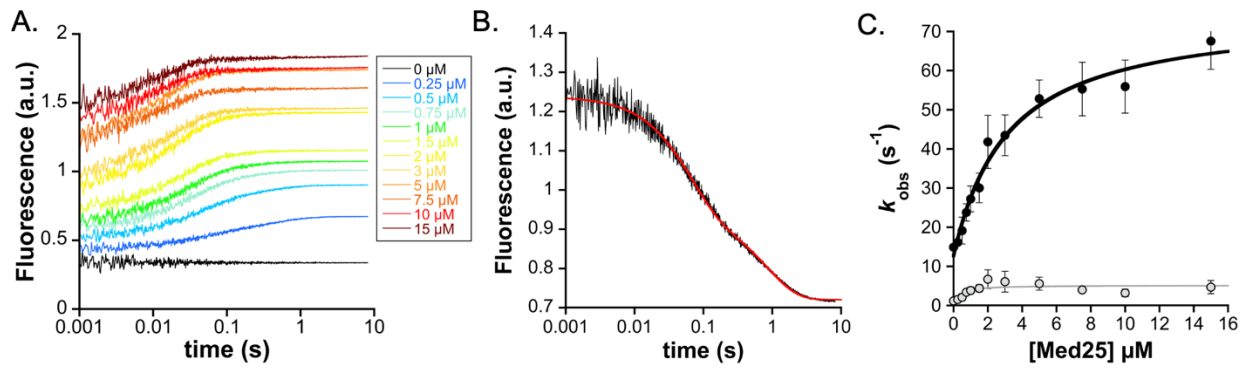 A.
Fluorescence (a.u.)
2
1.5
1
0.5
0
0.001
0.01
0.1
1
10
time (s)
0 µM
0.25 µM
0.5 µM
0.75 µM
1 µM
1.5 µM
2 µM
3 µM
5 µM
7.5 µM
10 µM
15 µM
B.
Fluorescence (a.u.)
1.4
1.3
1.2
1.1
1.0
0.9
0.8
0.7
0.001
0.01
0.1
1
10
time (s)
C.
kobs (s-1)
70
60
50
40
30
20
10
0
0
2
4
6
8
10
12
14
16
[Med25] µM